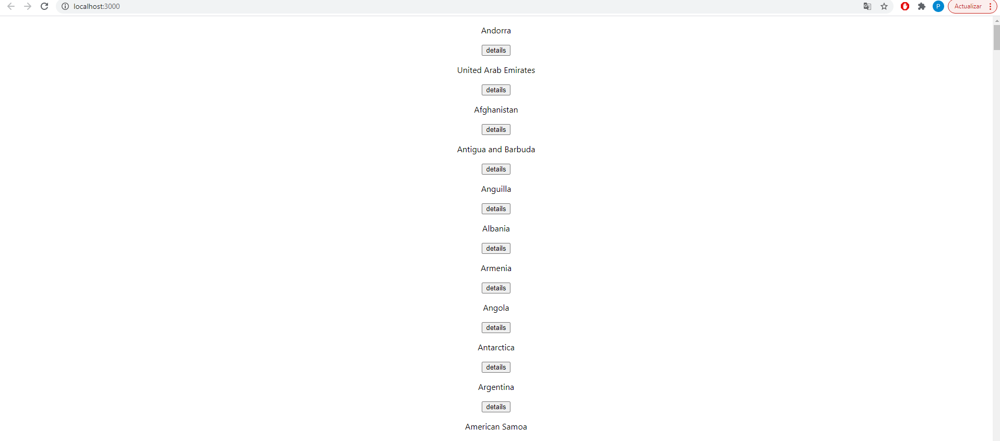 localhost:3000
P
Actualizar
Andorra
details
United Arab Emirates
details
Afghanistan
details
Antigua and Barbuda
details
Anguilla
details
Albania
details
Armenia
details
Angola
details
Antarctica
details
Argentina
details
American Samoa